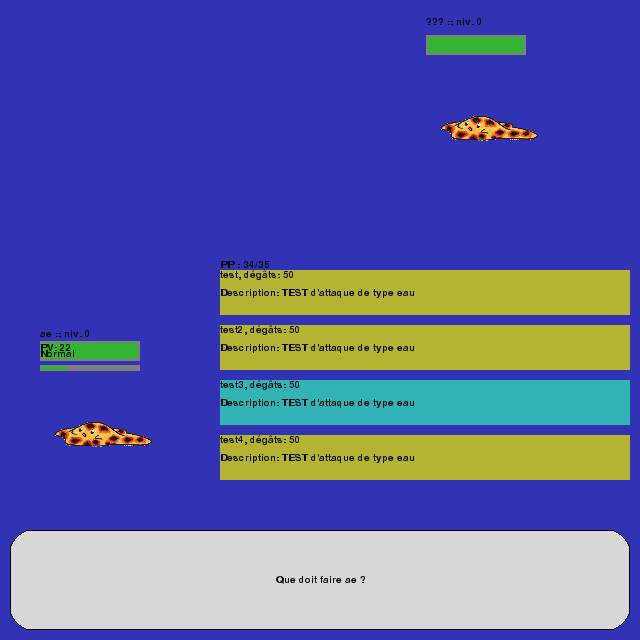 ??? :: niv. 0
PP : 34/35
test, dégâts: 50
Description: TEST d'attaque de type eau
test2, dégâts: 50
Description: TEST d'attaque de type eau
ae :: niv. 0
PV: 22
Normal
test3, dégâts: 50
Description: TEST d'attaque de type eau
test4, dégâts: 50
Description: TEST d'attaque de type eau
Que doit faire ae ?